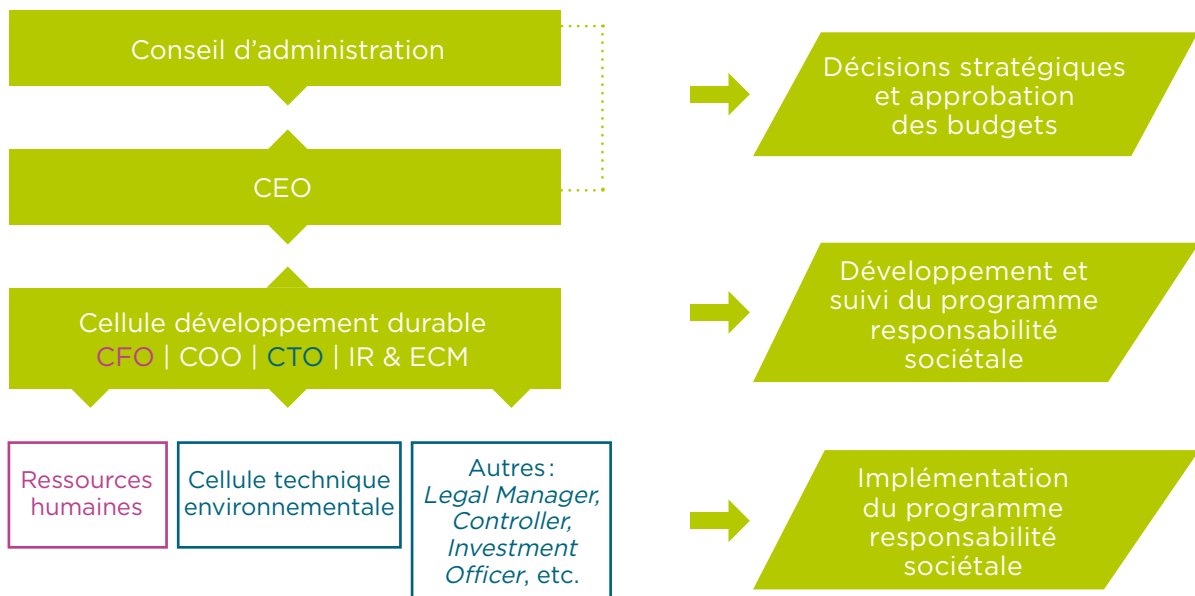 Conseil d'administration
Décisions stratégiques
et approbation
des budgets
CEO
Cellule développement durable
CFO | COO | CTO | IR & ECM
Développement et
suivi du programme
responsabilité
sociétale
Ressources
humaines
Cellule technique
environnementale
Autres :
Legal Manager,
Controller,
Investment
Officer, etc.
Implémentation
du programme
responsabilité
sociétale